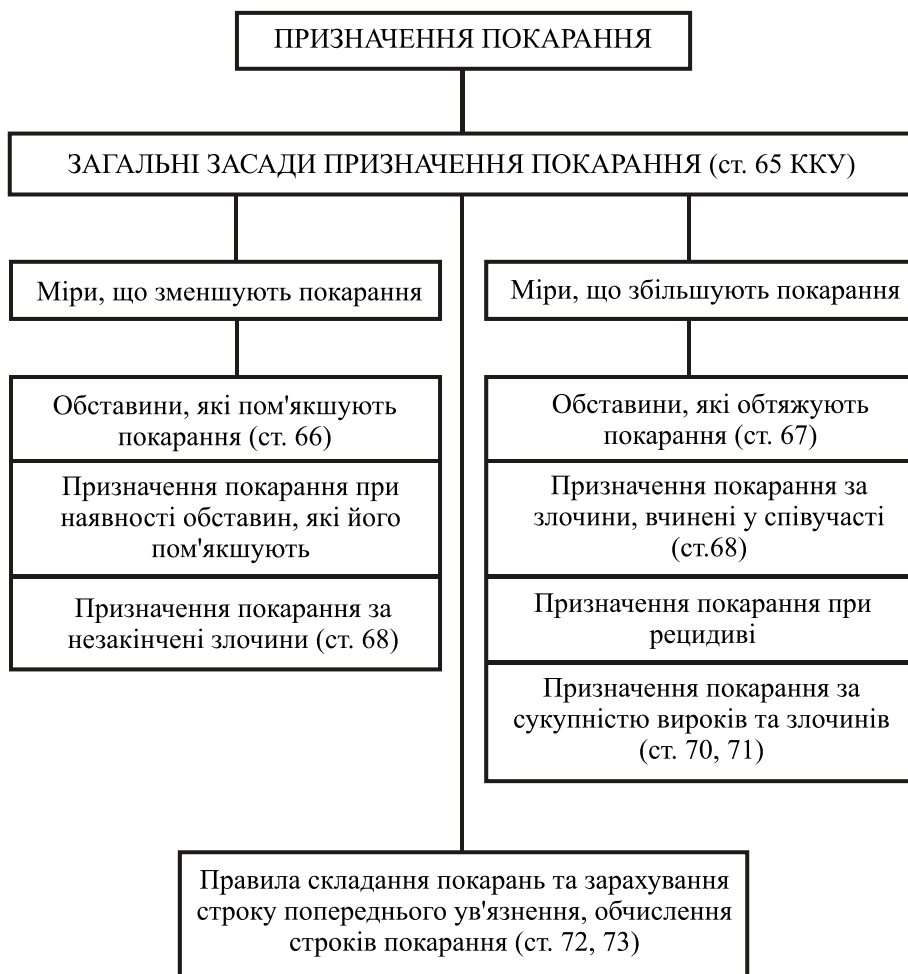 ПРИЗНАЧЕННЯ ПОКАРАННЯ
ЗАГАЛЬНІ ЗАСАДИ ПРИЗНАЧЕННЯ ПОКАРАННЯ (ст. 65 ККУ)
Міри, що зменшують покарання
Обставини, які пом'якшують
покарання (ст. 66)
Призначення покарання при
наявності обставин, які його
пом'якшують
Призначення покарання за
незакінчені злочини (ст. 68)
Міри, що збільшують покарання
Обставини, які обтяжують
покарання (ст. 67)
Призначення покарання за
злочини, вчинені у співучасті
(ст.68)
Призначення покарання при
рецидиві
Призначення покарання за
сукупністю вироків та злочинів
(ст. 70, 71)
Правила складання покарань та зарахування
строку попереднього ув'язнення, обчислення
строків покарання (ст. 72, 73)